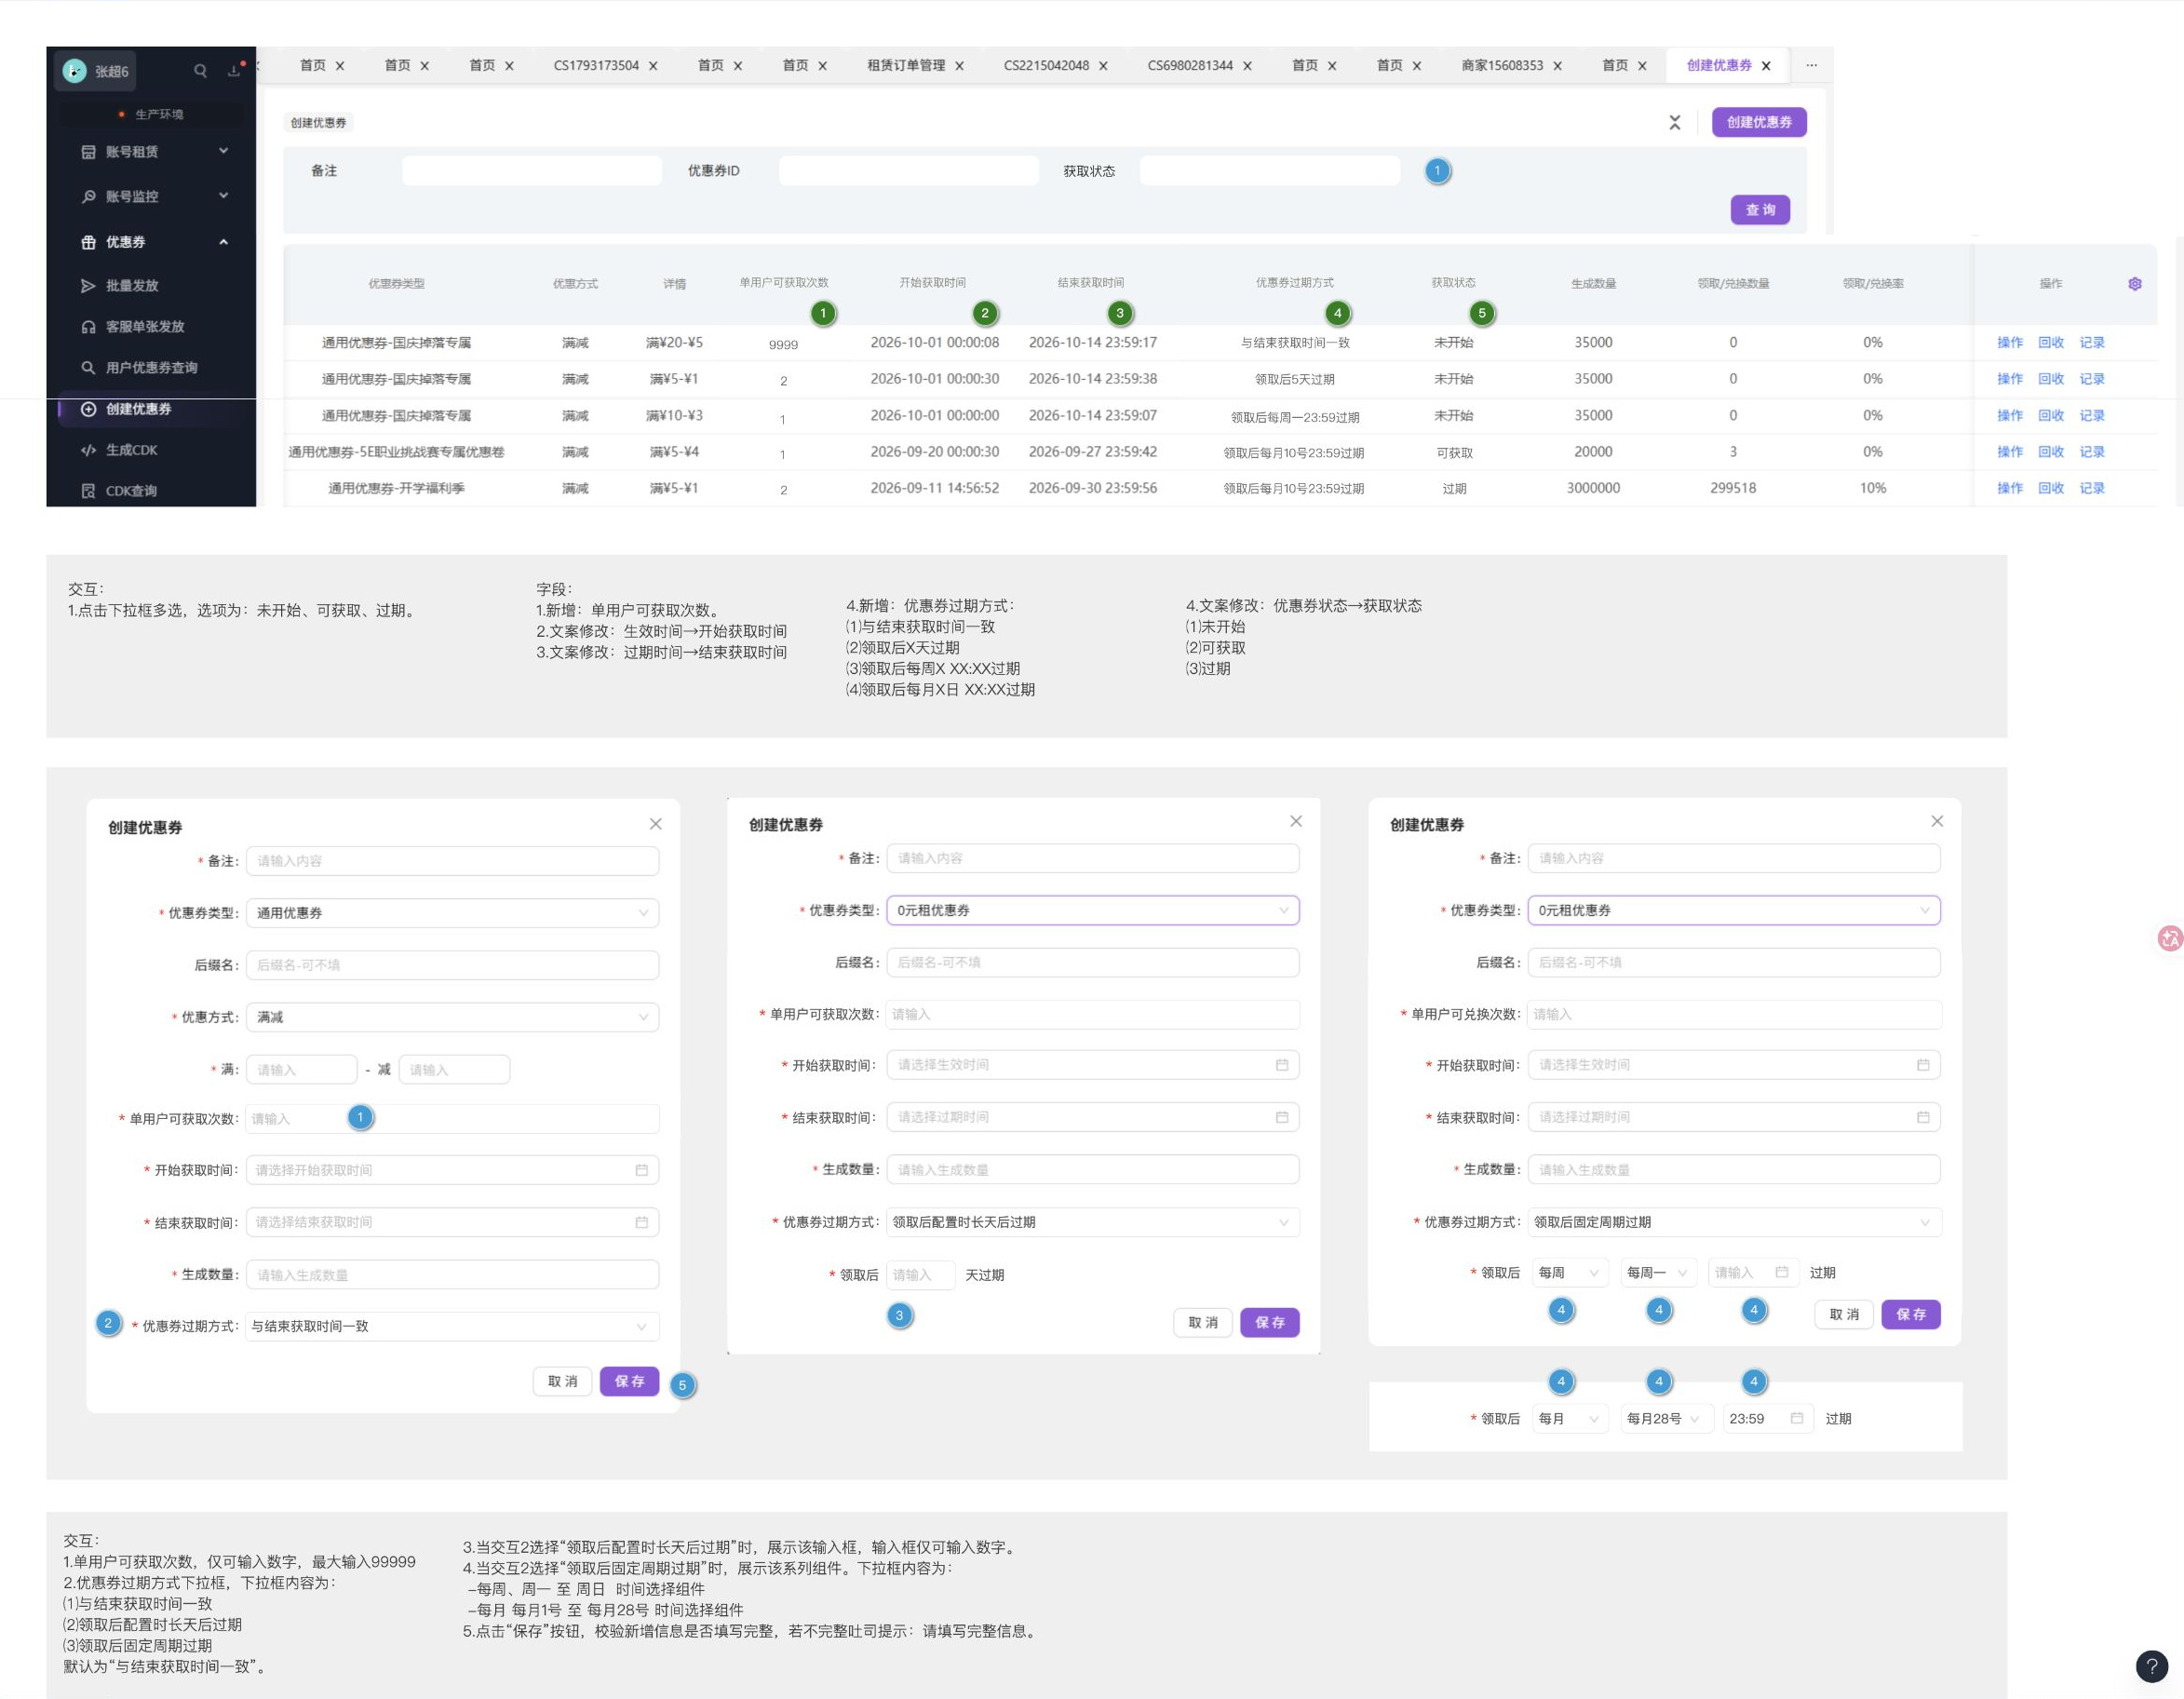 张超6
首页 首页 首页 CS1793173504 首页 首页 租赁订单管理 CS2215042048 CS6980281344 首页 首页 商家15608353 首页 创建优惠券 ...
生产环境
账号租赁
账号监控
优惠券
批量发放
客服单张发放
用户优惠券查询
创建优惠券
生成CDK
CDK查询
创建优惠券 创建优惠券
备注 优惠券ID 获取状态 1
查 询
优惠券类型 优惠方式 详情 单用户可获取次数 开始获取时间 结束获取时间 优惠券过期方式 获取状态 生成数量 领取/兑换数量 领取/兑换率 操作
1 2 3 4 5
通用优惠券-国庆掉落专属 满减 满¥20-¥5 9999 2026-10-01 00:00:08 2026-10-14 23:59:17 与结束获取时间一致 未开始 35000 0 0% 操作 回收 记录
通用优惠券-国庆掉落专属 满减 满¥5-¥1 2 2026-10-01 00:00:30 2026-10-14 23:59:38 领取后5天过期 未开始 35000 0 0% 操作 回收 记录
通用优惠券-国庆掉落专属 满减 满¥10-¥3 1 2026-10-01 00:00:00 2026-10-14 23:59:07 领取后每周一23:59过期 未开始 35000 0 0% 操作 回收 记录
通用优惠券-5E职业挑战赛专属优惠卷 满减 满¥5-¥4 1 2026-09-20 00:00:30 2026-09-27 23:59:42 领取后每月10号23:59过期 可获取 20000 3 0% 操作 回收 记录
通用优惠券-开学福利季 满减 满¥5-¥1 2 2026-09-11 14:56:52 2026-09-30 23:59:56 领取后每月10号23:59过期 过期 3000000 299518 10% 操作 回收 记录
交互：
1.点击下拉框多选，选项为：未开始、可获取、过期。
字段：
1.新增：单用户可获取次数。
2.文案修改：生效时间→开始获取时间
3.文案修改：过期时间→结束获取时间
4.新增：优惠券过期方式：
⑴与结束获取时间一致
⑵领取后X天过期
⑶领取后每周X XX:XX过期
⑷领取后每月X日 XX:XX过期
4.文案修改：优惠券状态→获取状态
⑴未开始
⑵可获取
⑶过期
创建优惠券
* 备注： 请输入内容
* 优惠券类型： 通用优惠券
后缀名： 后缀名-可不填
* 优惠方式： 满减
* 满： 请输入 - 减 请输入
* 单用户可获取次数： 请输入 1
* 开始获取时间： 请选择开始获取时间
* 结束获取时间： 请选择结束获取时间
* 生成数量： 请输入生成数量
2 * 优惠券过期方式： 与结束获取时间一致
取 消 保 存 5
创建优惠券
* 备注： 请输入内容
* 优惠券类型： 0元租优惠券
后缀名： 后缀名-可不填
* 单用户可获取次数： 请输入
* 开始获取时间： 请选择生效时间
* 结束获取时间： 请选择过期时间
* 生成数量： 请输入生成数量
* 优惠券过期方式： 领取后配置时长天后过期
* 领取后 请输入 天过期
3
取 消 保 存
创建优惠券
* 备注： 请输入内容
* 优惠券类型： 0元租优惠券
后缀名： 后缀名-可不填
* 单用户可兑换次数： 请输入
* 开始获取时间： 请选择生效时间
* 结束获取时间： 请选择过期时间
* 生成数量： 请输入生成数量
* 优惠券过期方式： 领取后固定周期过期
* 领取后 每周 每周一 请输入 过期
4 4 4
取 消 保 存
4 4 4
* 领取后 每月 每月28号 23:59 过期
交互：
1.单用户可获取次数，仅可输入数字，最大输入99999
2.优惠券过期方式下拉框，下拉框内容为：
⑴与结束获取时间一致
⑵领取后配置时长天后过期
⑶领取后固定周期过期
默认为“与结束获取时间一致”。
3.当交互2选择“领取后配置时长天后过期”时，展示该输入框，输入框仅可输入数字。
4.当交互2选择“领取后固定周期过期”时，展示该系列组件。下拉框内容为：
–每周、周一 至 周日 时间选择组件
–每月 每月1号 至 每月28号 时间选择组件
5.点击“保存”按钮，校验新增信息是否填写完整，若不完整吐司提示：请填写完整信息。
?